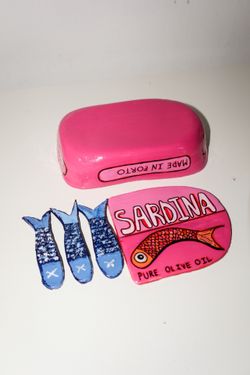 MADE IN PORTO
SARDINA
PURE OLIVE OIL